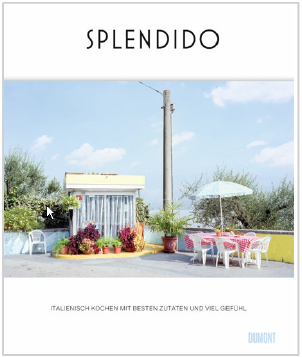 SPLENDIDO
ITALIENISCH KOCHEN MIT BESTEN ZUTATEN UND VIEL GEFÜHL
DUMONT